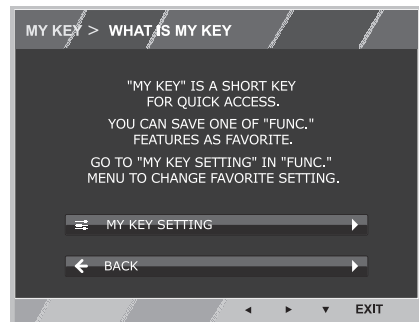 MY KEY > WHAT IS MY KEY
"MY KEY" IS A SHORT KEY
FOR QUICK ACCESS.
YOU CAN SAVE ONE OF "FUNC."
FEATURES AS FAVORITE.
GO TO "MY KEY SETTING" IN "FUNC."
MENU TO CHANGE FAVORITE SETTING.
MY KEY SETTING
BACK
EXIT